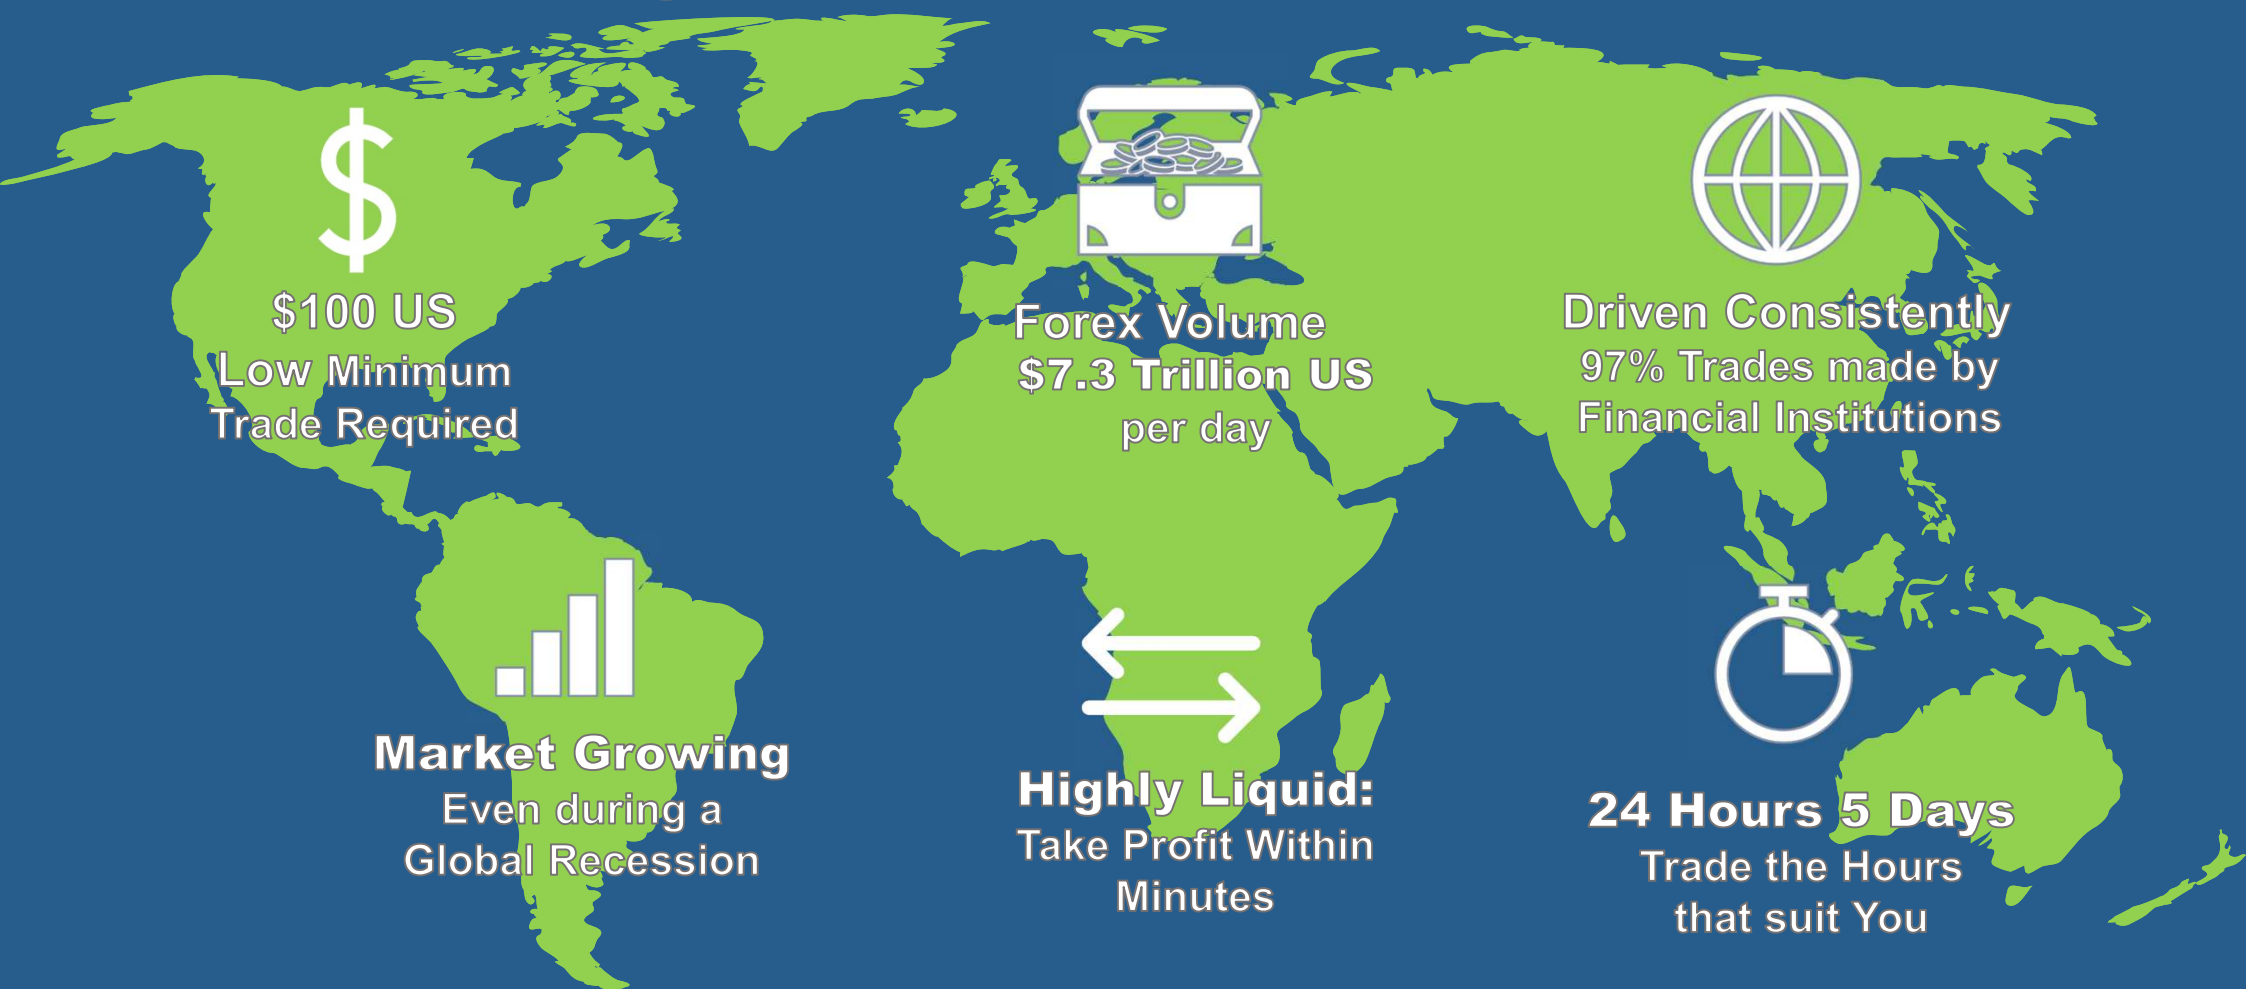 $100 US
Low Minimum
Trade Required
Forex Volume
$7.3 Trillion US
per day
Driven Consistently
97% Trades made by
Financial Institutions
Market Growing
Even during a
Global Recession
Highly Liquid:
Take Profit Within
Minutes
24 Hours 5 Days
Trade the Hours
that suit You